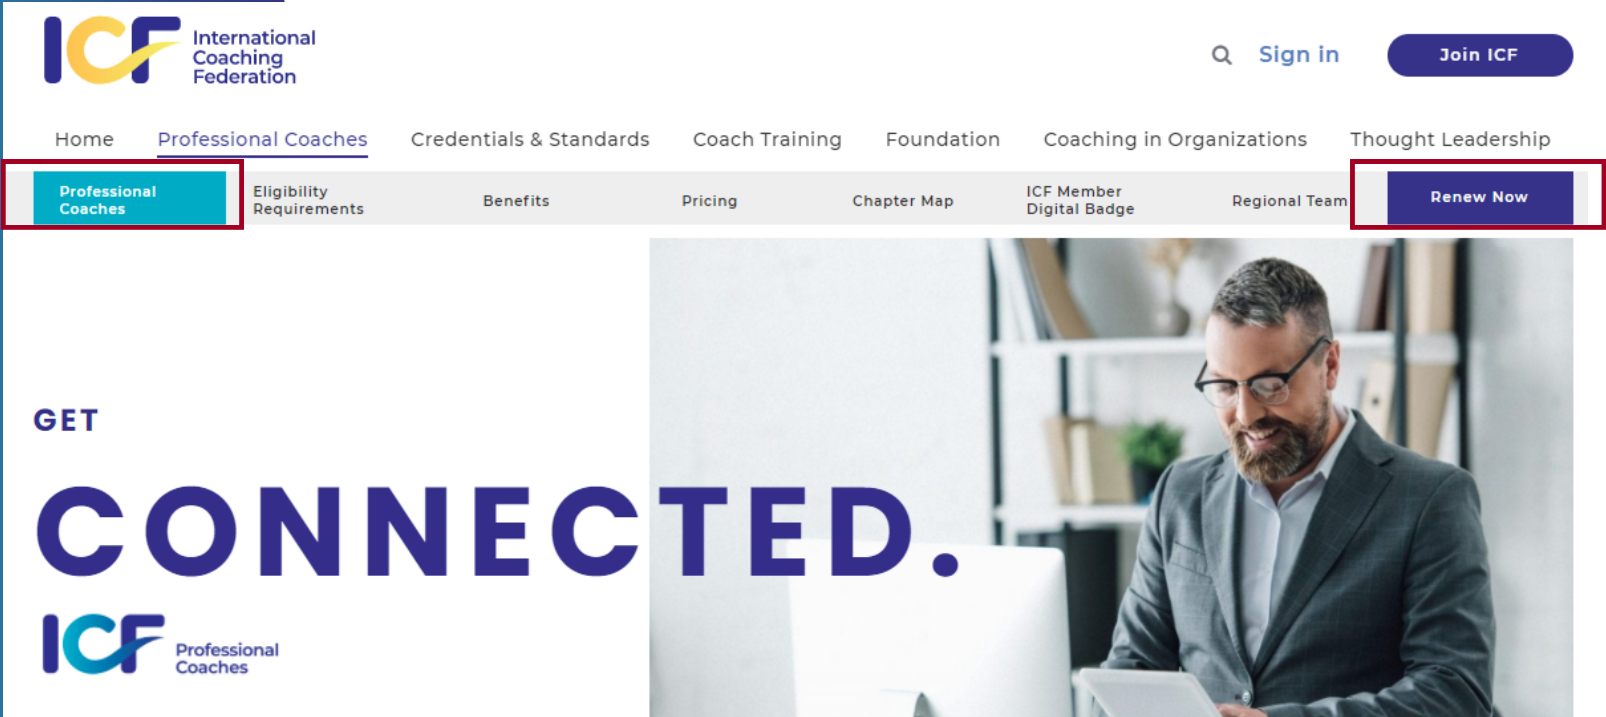 ICF
International
Coaching
Federation
Sign in
Join ICF
Home
Professional Coaches
Credentials & Standards
Coach Training
Foundation
Coaching in Organizations
Thought Leadership
Professional
Coaches
Eligibility
Requirements
Benefits
Pricing
Chapter Map
ICF Member
Digital Badge
Regional Team
Renew Now
GET
CONNECTED.
ICF
Professional
Coaches